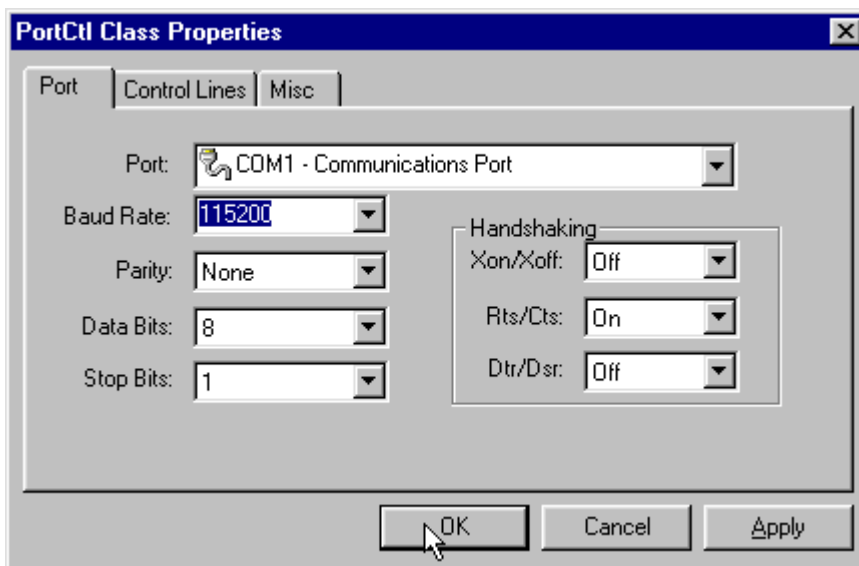 PortCtl Class Properties
Port Control Lines Misc
Port: COM1 - Communications Port
Baud Rate: 115200
Parity: None
Data Bits: 8
Stop Bits: 1
Handshaking
Xon/Xoff: Off
Rts/Cts: On
Dtr/Dsr: Off
OK Cancel Apply